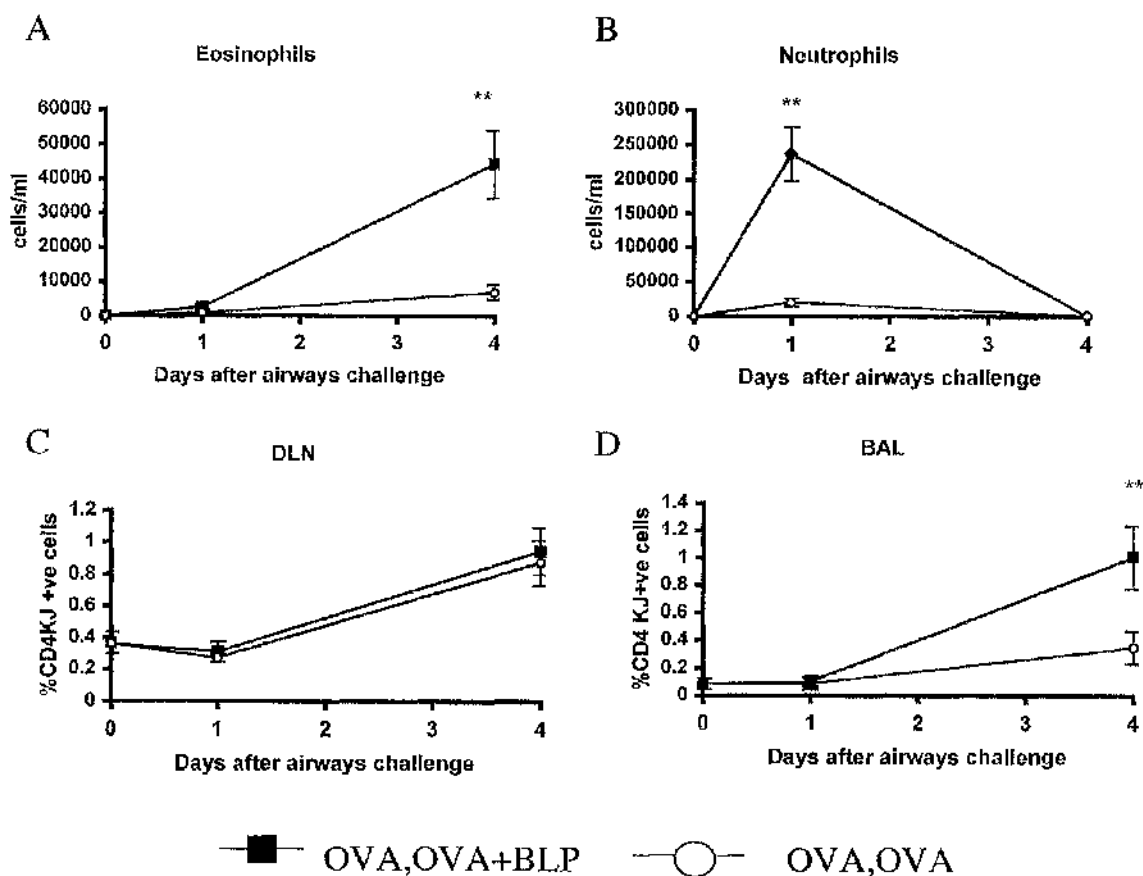 A
Eosinophils
**
60000
50000
40000
30000
20000
10000
0
cells/ml
0 1 2 3 4
Days after airways challenge
B
Neutrophils
**
300000
250000
200000
150000
100000
50000
0
cells/ml
0 1 2 3 4
Days after airways challenge
C
DLN
1.2
1
0.8
0.6
0.4
0.2
0
%CD4KJ +ve cells
0 1 2 3 4
Days after airways challenge
D
BAL
**
1.4
1.2
1
0.8
0.6
0.4
0.2
0
%CD4 KJ+ve cells
0 1 2 3 4
Days after airways challenge
OVA,OVA+BLP OVA,OVA